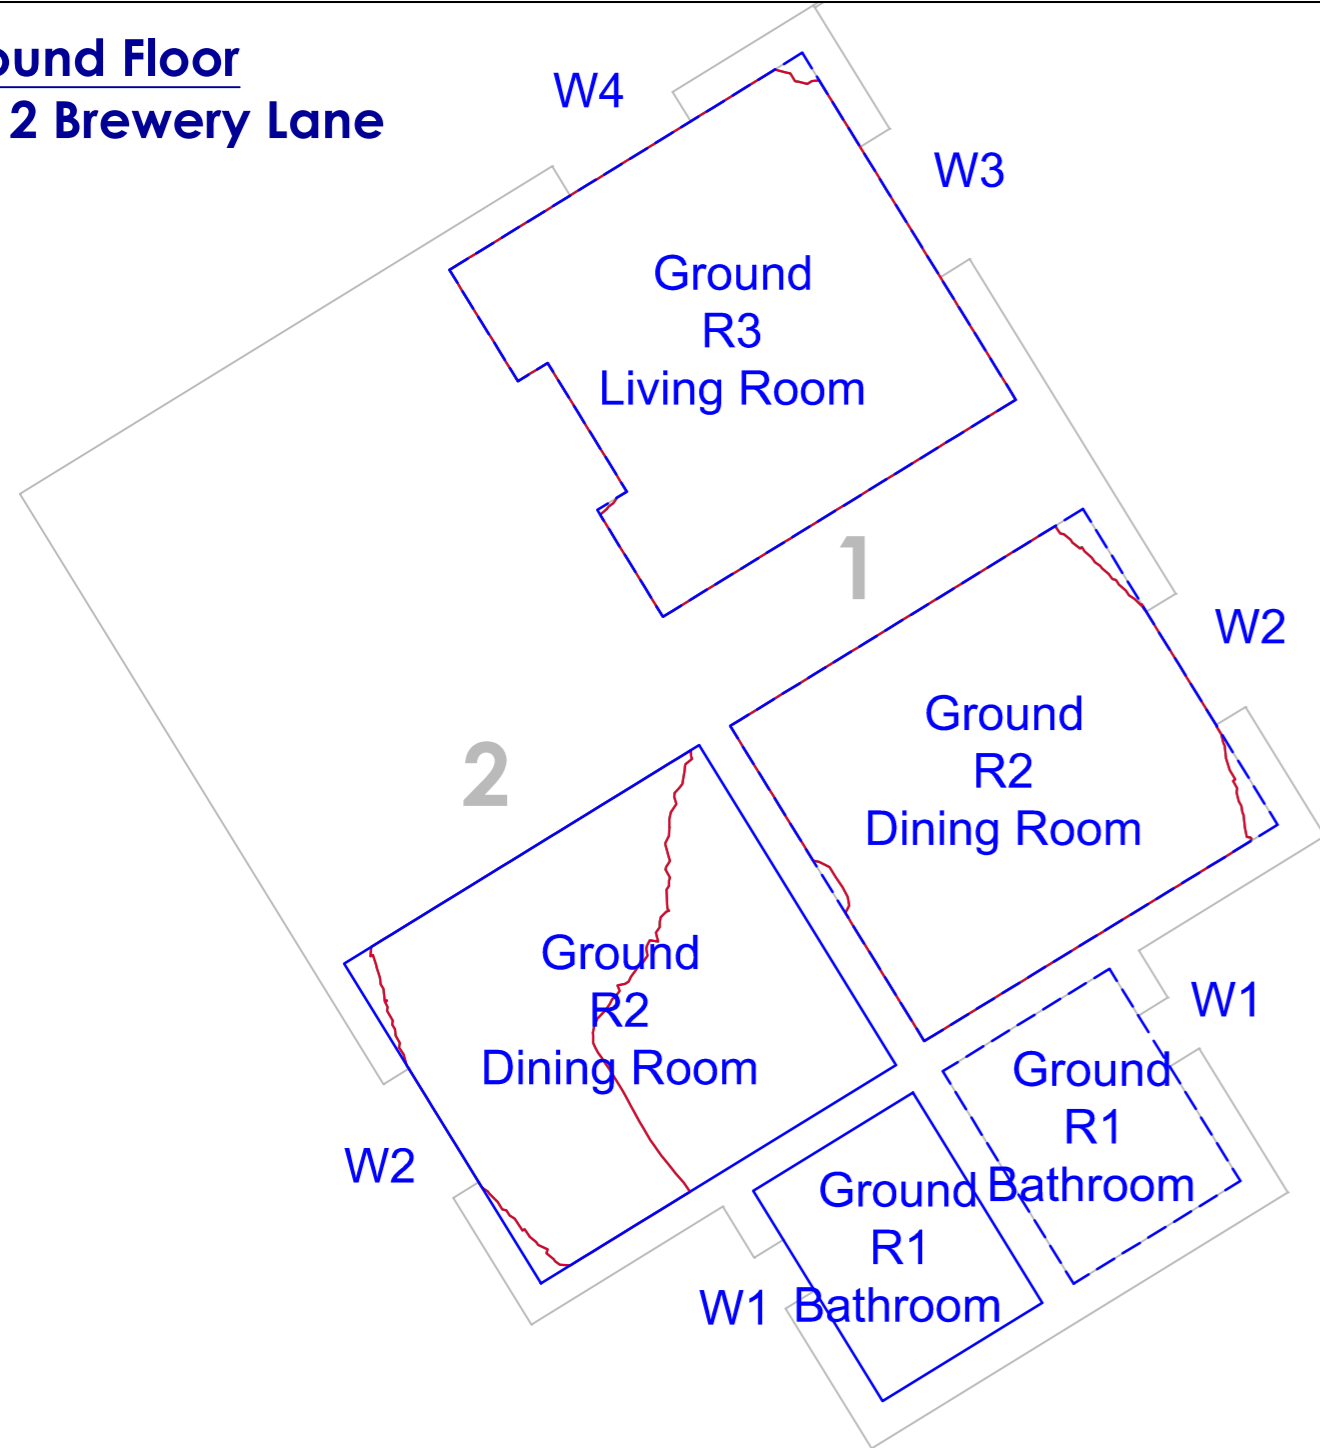 ound Floor
2 Brewery Lane
W4
W3
Ground
R3
Living Room
1
W2
Ground
R2
Dining Room
2
Ground
R2
Dining Room
W1
Ground
R1
Bathroom
W2
Ground
R1
Bathroom
W1